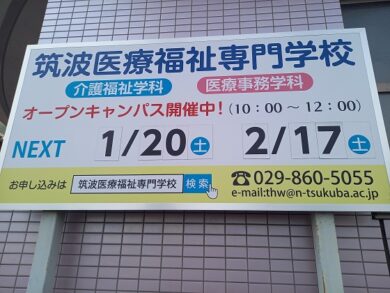 筑波医療福祉専門学校
介護福祉学科 医療事務学科
オープンキャンパス開催中!(10:00~12:00)
NEXT 1/20 土 2/17 土
お申し込みは 筑波医療福祉専門学校 検索 ☎029-860-5055
e-mail:thw@n-tsukuba.ac.jp